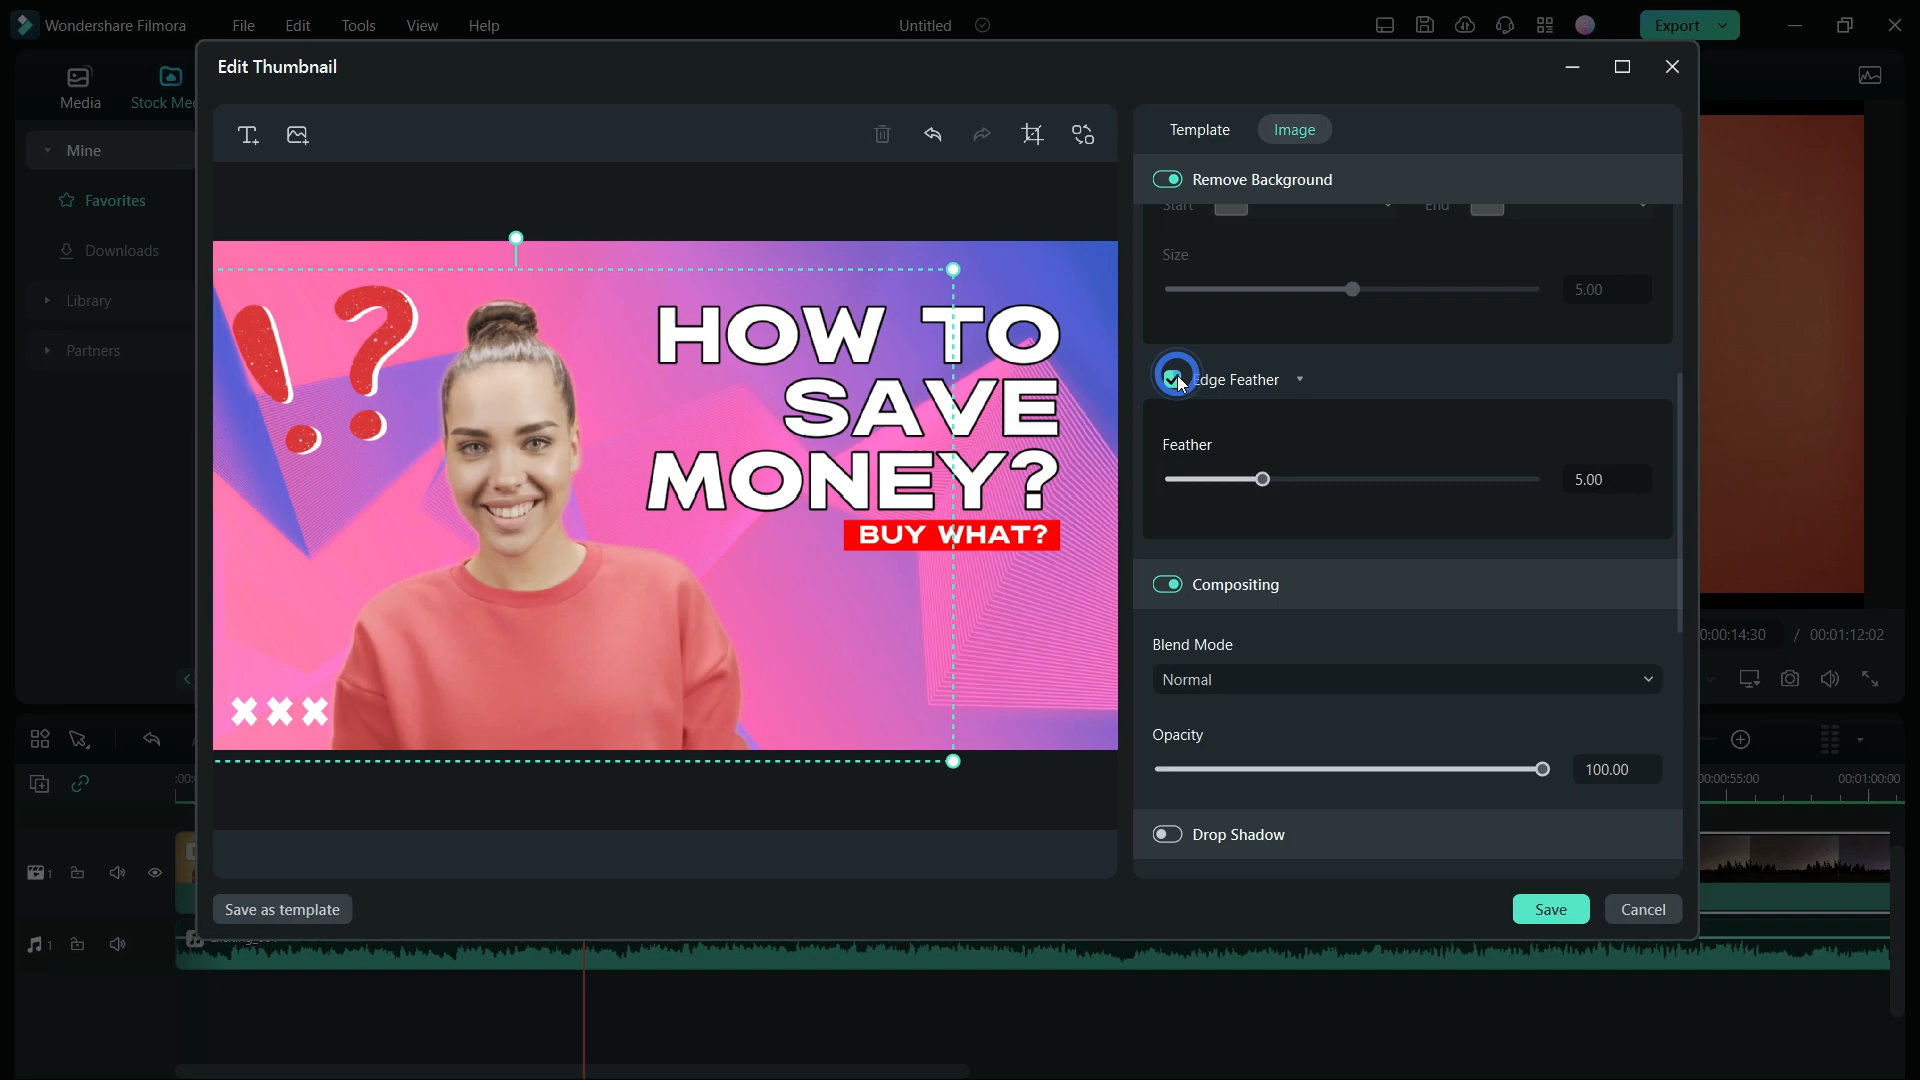 Wondershare Filmora
File Edit Tools View Help
Untitled
Export
Edit Thumbnail
Media
Stock Med
Template
Image
Mine
Favorites
Downloads
Library
Partners
Remove Background
Start
End
Size
5.00
Edge Feather
Feather
5.00
! ?
HOW TO
SAVE
MONEY?
BUY WHAT?
Compositing
Blend Mode
Normal
Opacity
100.00
Drop Shadow
0:00:14:30 / 00:01:12:02
:00:
0:00:55:00
00:01:00:00
1
1
Save as template
Save
Cancel